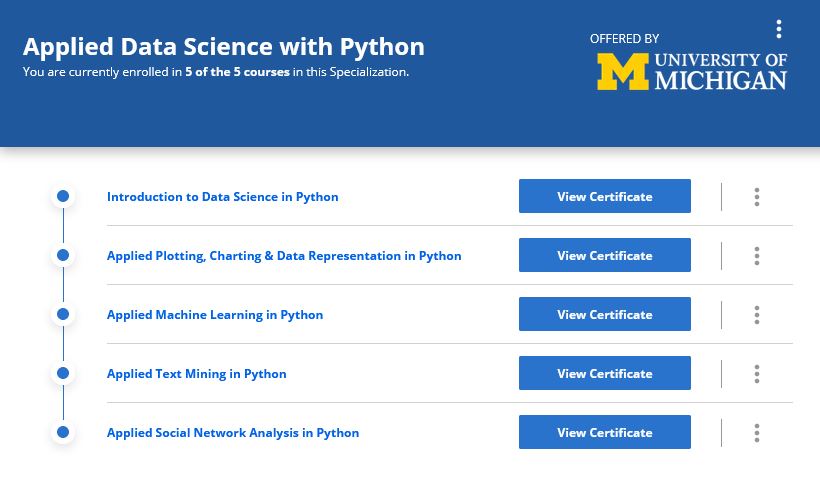 Applied Data Science with Python
You are currently enrolled in 5 of the 5 courses in this Specialization.
OFFERED BY
M UNIVERSITY OF
MICHIGAN
Introduction to Data Science in Python
View Certificate
Applied Plotting, Charting & Data Representation in Python
View Certificate
Applied Machine Learning in Python
View Certificate
Applied Text Mining in Python
View Certificate
Applied Social Network Analysis in Python
View Certificate